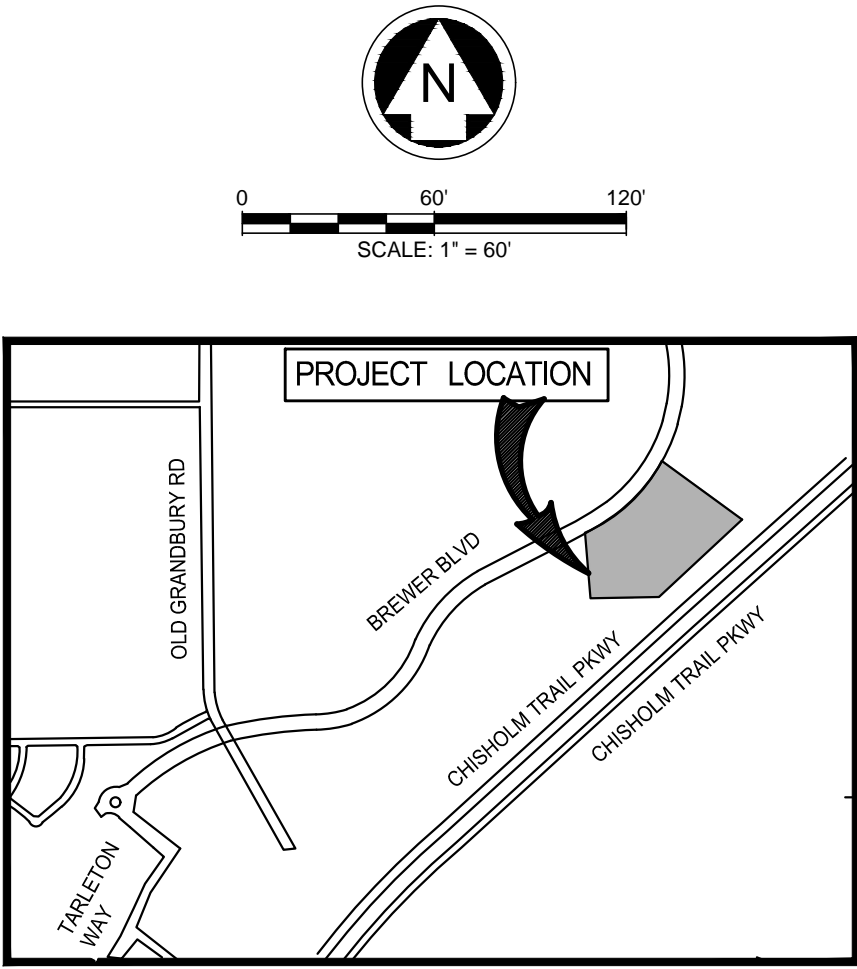 N
0 60' 120'
SCALE: 1" = 60'
PROJECT LOCATION
OLD GRANDBURY RD
BREWER BLVD
CHISHOLM TRAIL PKWY
CHISHOLM TRAIL PKWY
TARLETON
WAY